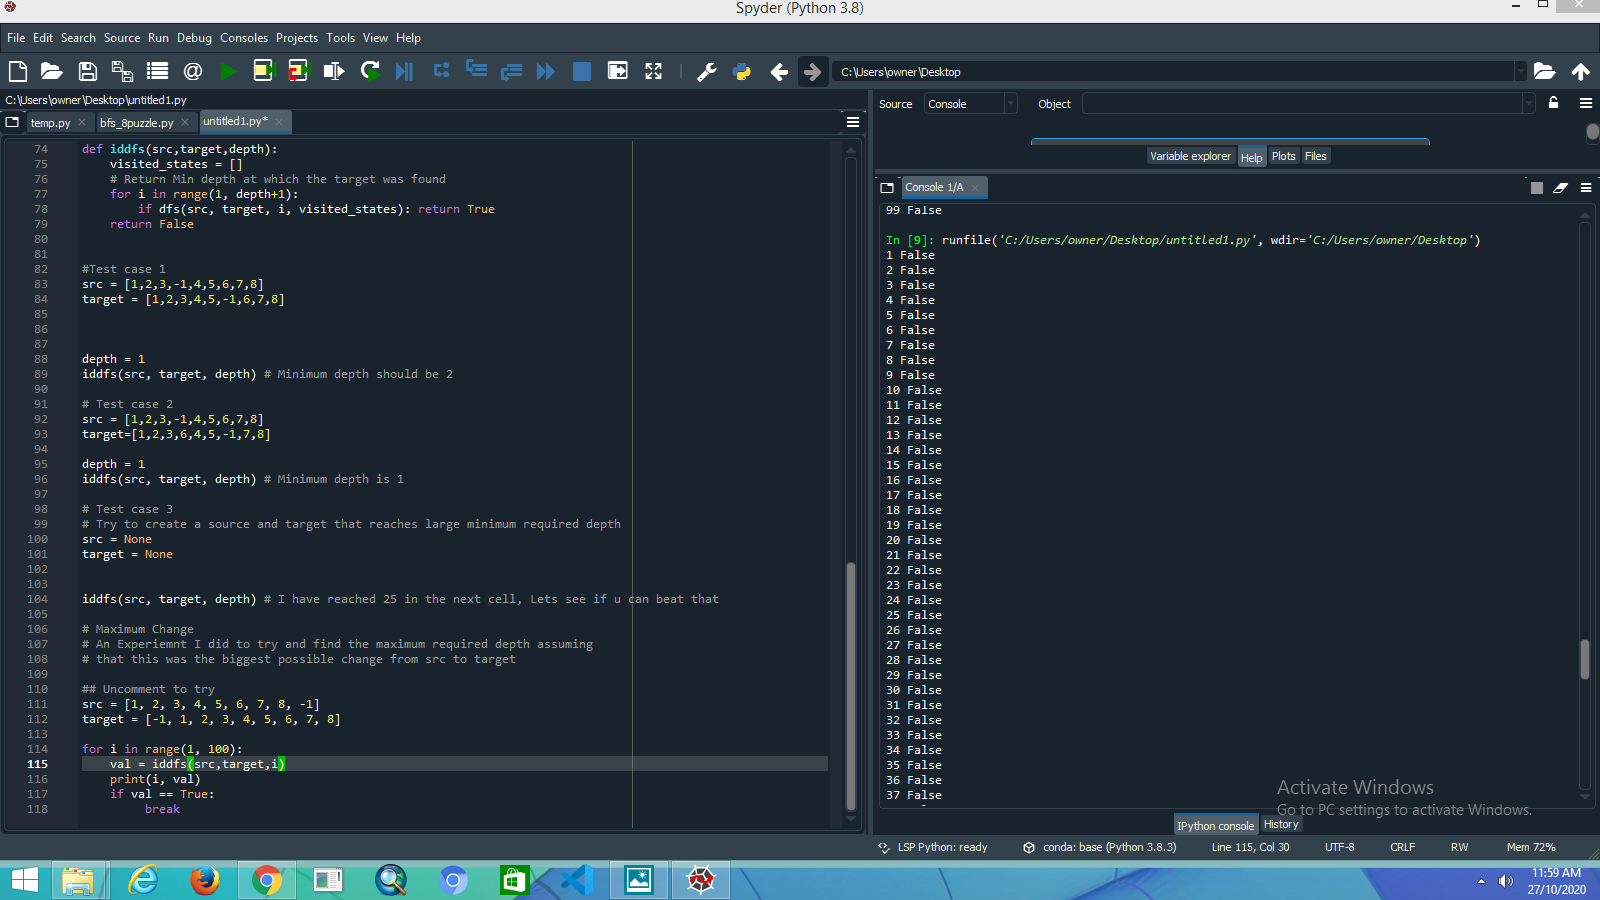 Spyder (Python 3.8)
File Edit Search Source Run Debug Consoles Projects Tools View Help
C:\Users\owner\Desktop
C:\Users\owner\Desktop\untitled1.py
temp.py bfs_8puzzle.py untitled1.py*
74 def iddfs(src,target,depth):
75 visited_states = []
76 # Return Min depth at which the target was found
77 for i in range(1, depth+1):
78 if dfs(src, target, i, visited_states): return True
79 return False
80
81
82 #Test case 1
83 src = [1,2,3,-1,4,5,6,7,8]
84 target = [1,2,3,4,5,-1,6,7,8]
85
86
87
88 depth = 1
89 iddfs(src, target, depth) # Minimum depth should be 2
90
91 # Test case 2
92 src = [1,2,3,-1,4,5,6,7,8]
93 target=[1,2,3,6,4,5,-1,7,8]
94
95 depth = 1
96 iddfs(src, target, depth) # Minimum depth is 1
97
98 # Test case 3
99 # Try to create a source and target that reaches large minimum required depth
100 src = None
101 target = None
102
103
104 iddfs(src, target, depth) # I have reached 25 in the next cell, Lets see if u can beat that
105
106 # Maximum Change
107 # An Experiemnt I did to try and find the maximum required depth assuming
108 # that this was the biggest possible change from src to target
109
110 ## Uncomment to try
111 src = [1, 2, 3, 4, 5, 6, 7, 8, -1]
112 target = [-1, 1, 2, 3, 4, 5, 6, 7, 8]
113
114 for i in range(1, 100):
115 val = iddfs(src,target,i)
116 print(i, val)
117 if val == True:
118 break
Source Console Object
Variable explorer Help Plots Files
Console 1/A
99 False
In [9]: runfile('C:/Users/owner/Desktop/untitled1.py', wdir='C:/Users/owner/Desktop')
1 False
2 False
3 False
4 False
5 False
6 False
7 False
8 False
9 False
10 False
11 False
12 False
13 False
14 False
15 False
16 False
17 False
18 False
19 False
20 False
21 False
22 False
23 False
24 False
25 False
26 False
27 False
28 False
29 False
30 False
31 False
32 False
33 False
34 False
35 False
36 False
37 False
Activate Windows
Go to PC settings to activate Windows.
IPython console History
LSP Python: ready conda: base (Python 3.8.3) Line 115, Col 30 UTF-8 CRLF RW Mem 72%
11:59 AM
27/10/2020